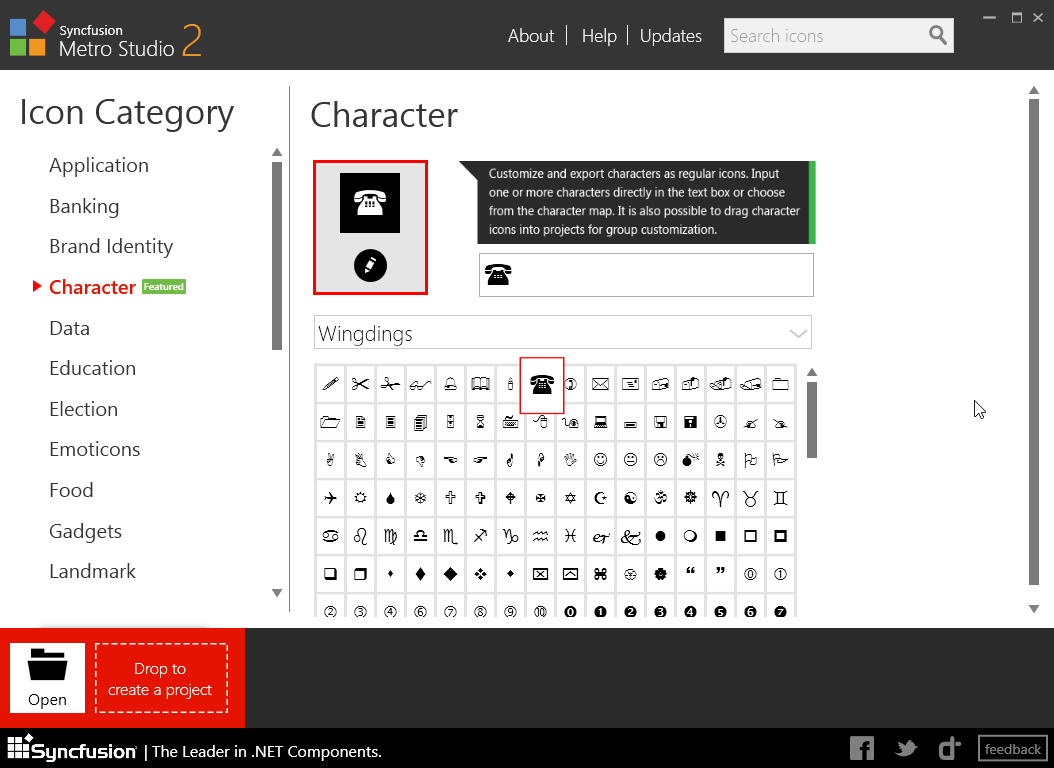 Syncfusion
Metro Studio 2
About
Help
Updates
Search icons
Icon Category
Application
Banking
Brand Identity
Character Featured
Data
Education
Election
Emoticons
Food
Gadgets
Landmark
Character
Customize and export characters as regular icons. Input
one or more characters directly in the text box or choose
from the character map. It is also possible to drag character
icons into projects for group customization.
Wingdings
Open
Drop to
create a project
Syncfusion | The Leader in .NET Components.
feedback